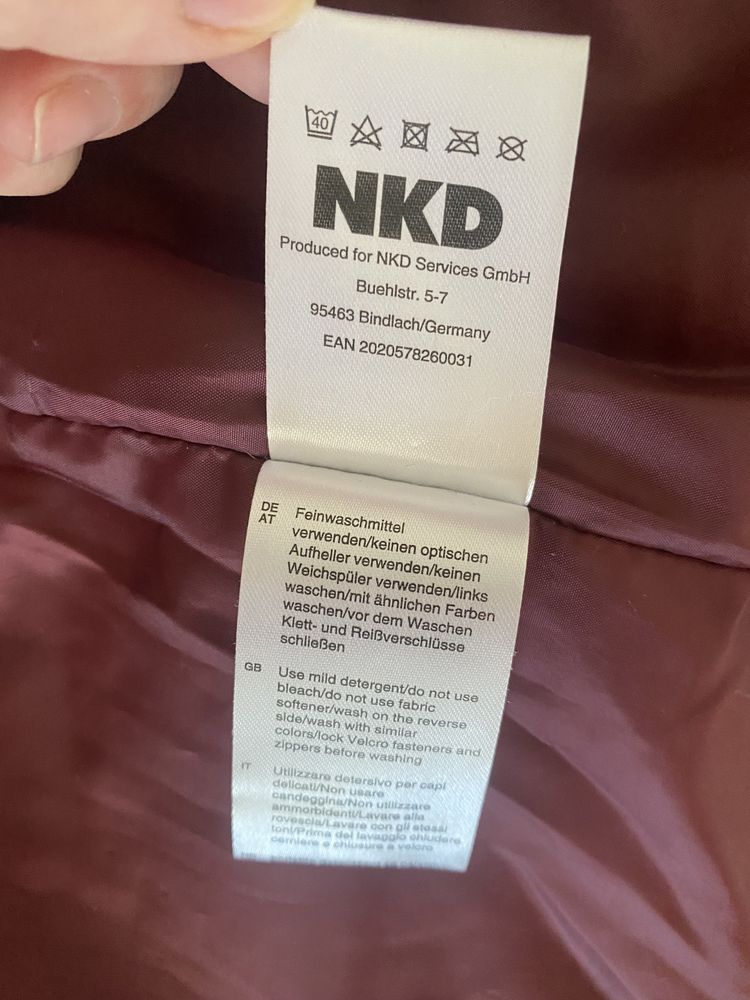 40
NKD
Produced for NKD Services GmbH
Buehlstr. 5-7
95463 Bindlach/Germany
EAN 2020578260031
DE AT Feinwaschmittel
verwenden/keinen optischen
Aufheller verwenden/keinen
Weichspüler verwenden/links
waschen/mit ähnlichen Farben
waschen/vor dem Waschen
Klett- und Reißverschlüsse
schließen
GB Use mild detergent/do not use
bleach/do not use fabric
softener/wash on the reverse
side/wash with similar
colors/lock Velcro fasteners and
zippers before washing
IT Utilizzare detersivo per capi
delicati/Non usare
candeggina/Non utilizzare
ammorbidenti/Lavare alla
rovescia/Lavare con gli stessi
toni/Prima del lavaggio chiudere
cerniere e chiusure a velcro